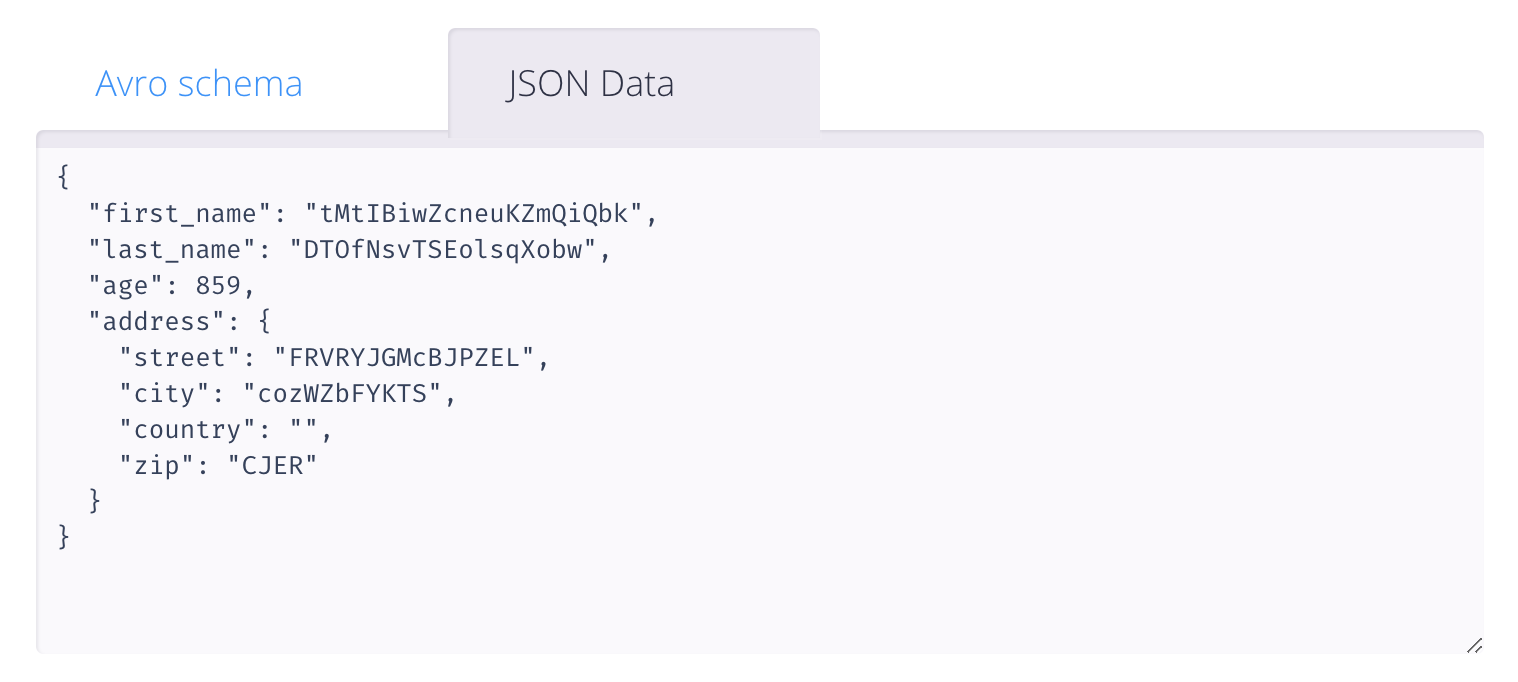 Avro schema
JSON Data
{
  "first_name": "tMtIBiwZcneuKZmQiQbk",
  "last_name": "DTOfNsvTSEolsqXobw",
  "age": 859,
  "address": {
    "street": "FRVRYJGMcBJPZEL",
    "city": "cozWZbFYKTS",
    "country": "",
    "zip": "CJER"
  }
}